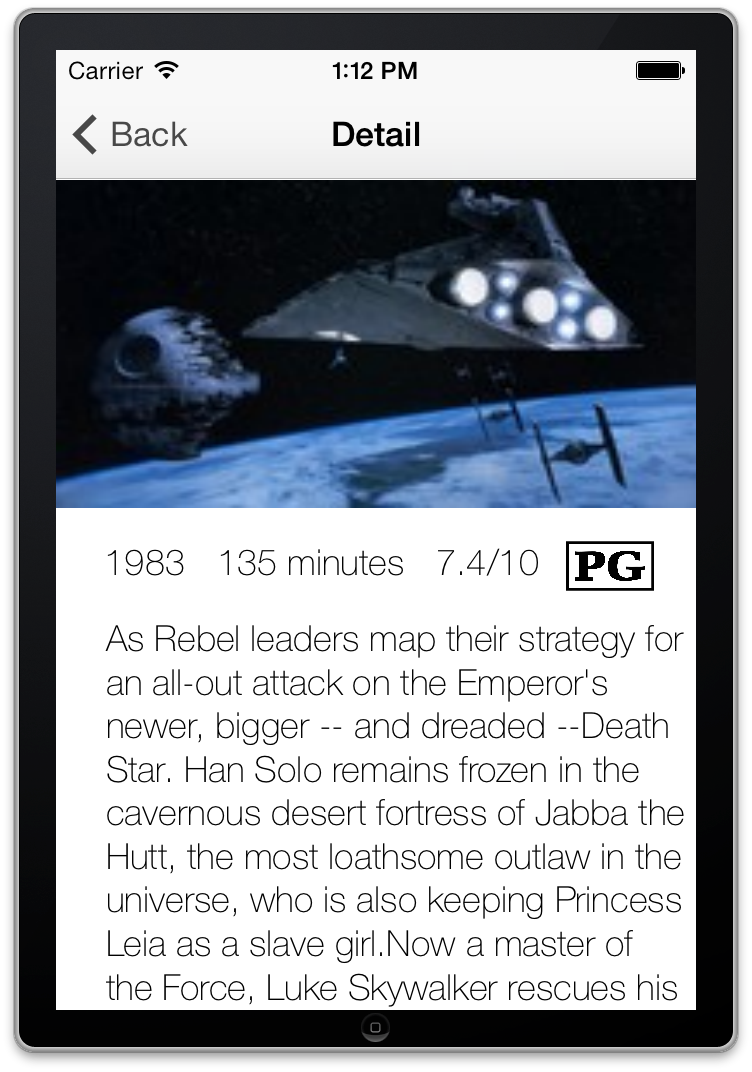 Carrier 1:12 PM
Back Detail
1983 135 minutes 7.4/10 PG
As Rebel leaders map their strategy for
an all-out attack on the Emperor's
newer, bigger -- and dreaded --Death
Star. Han Solo remains frozen in the
cavernous desert fortress of Jabba the
Hutt, the most loathsome outlaw in the
universe, who is also keeping Princess
Leia as a slave girl.Now a master of
the Force, Luke Skywalker rescues his